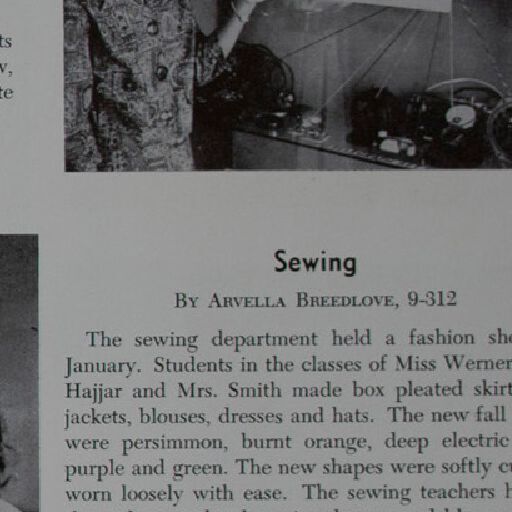 ts
v,
te
Sewing
BY ARVELLA BREEDLOVE, 9-312
The sewing department held a fashion sh
January. Students in the classes of Miss Werner
Hajjar and Mrs. Smith made box pleated skirt
jackets, blouses, dresses and hats. The new fall
were persimmon, burnt orange, deep electric
purple and green. The new shapes were softly cu
worn loosely with ease. The sewing teachers h